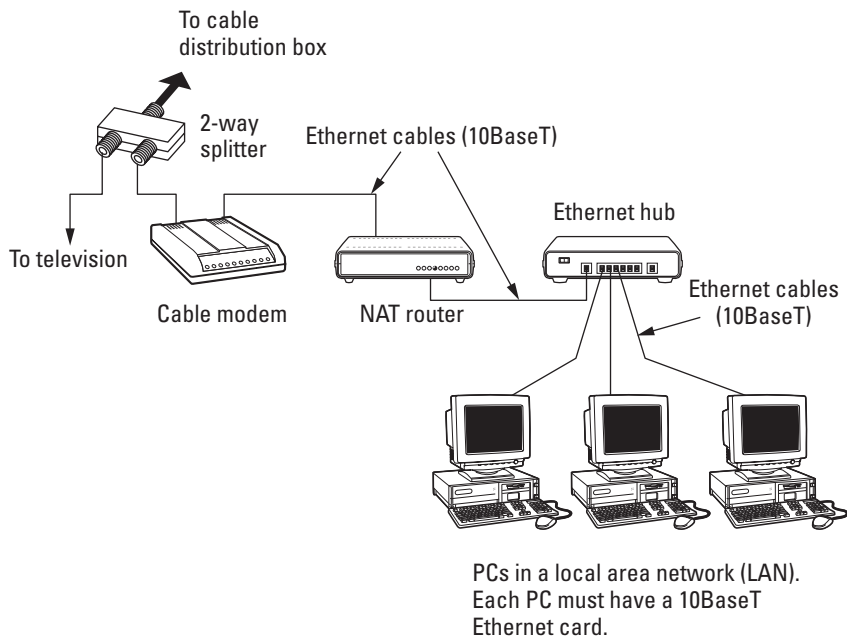 To cable
distribution box
2-way
splitter
Ethernet cables (10BaseT)
Ethernet hub
To television
Cable modem
NAT router
Ethernet cables
(10BaseT)
PCs in a local area network (LAN).
Each PC must have a 10BaseT
Ethernet card.